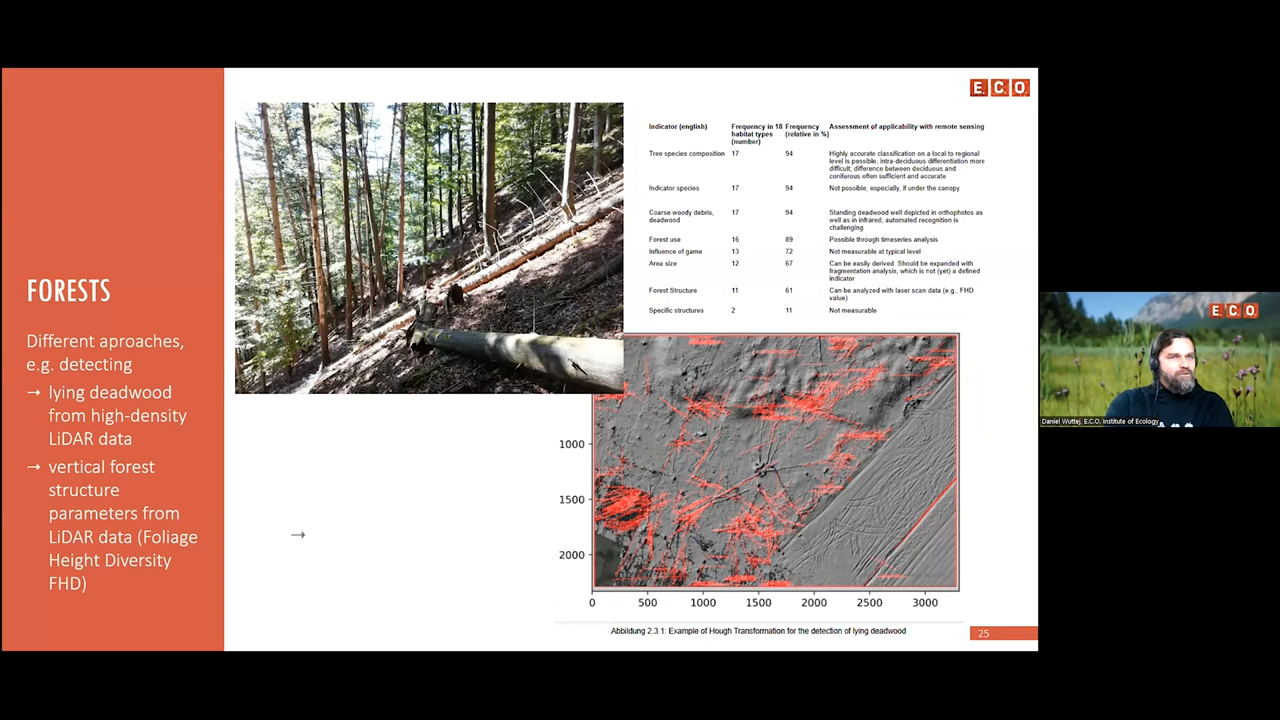 E.C.O.
FORESTS
Different aproaches,
e.g. detecting
→ lying deadwood
from high-density
LiDAR data
→ vertical forest
structure
parameters from
LiDAR data (Foliage
Height Diversity
FHD)
→
Indicator (english) Frequency in 18 Frequency Assessment of applicability with remote sensing
habitat types (relative in %)
(number)
Tree species composition 17 94 Highly accurate classification on a local to regional
level is possible; intra-deciduous differentiation more
difficult; difference between deciduous and
coniferous often sufficient and accurate
Indicator species 17 94 Not possible, especially, if under the canopy
Coarse woody debris, 17 94 Standing deadwood well depicted in orthophotos as
deadwood well as in infrared; automated recognition is
challenging
Forest use 16 89 Possible through timeseries analysis
Influence of game 13 72 Not measurable at typical level
Area size 12 67 Can be easily derived. Should be expanded with
fragmentation analysis, which is not (yet) a defined
indicator
Forest Structure 11 61 Can be analyzed with laser scan data (e.g., FHD
value)
Specific structures 2 11 Not measurable
1000
1500
2000
0 500 1000 1500 2000 2500 3000
Abbildung 2.3.1: Example of Hough Transformation for the detection of lying deadwood
25
E.C.O.
Daniel Wuttej, E.C.O. Institute of Ecology